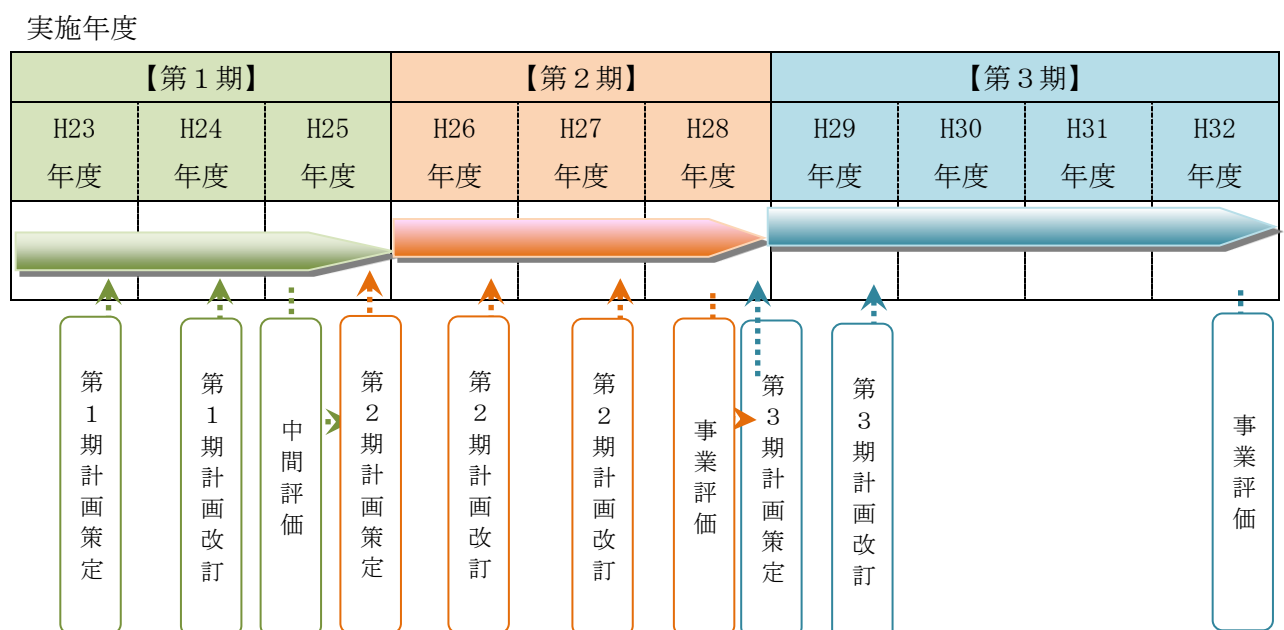 実施年度
【第１期】
【第２期】
【第３期】
H23
年度
H24
年度
H25
年度
H26
年度
H27
年度
H28
年度
H29
年度
H30
年度
H31
年度
H32
年度
第１期計画策定
第１期計画改訂
中間評価
第２期計画策定
第２期計画改訂
第２期計画改訂
事業評価
第３期計画策定
第３期計画改訂
事業評価